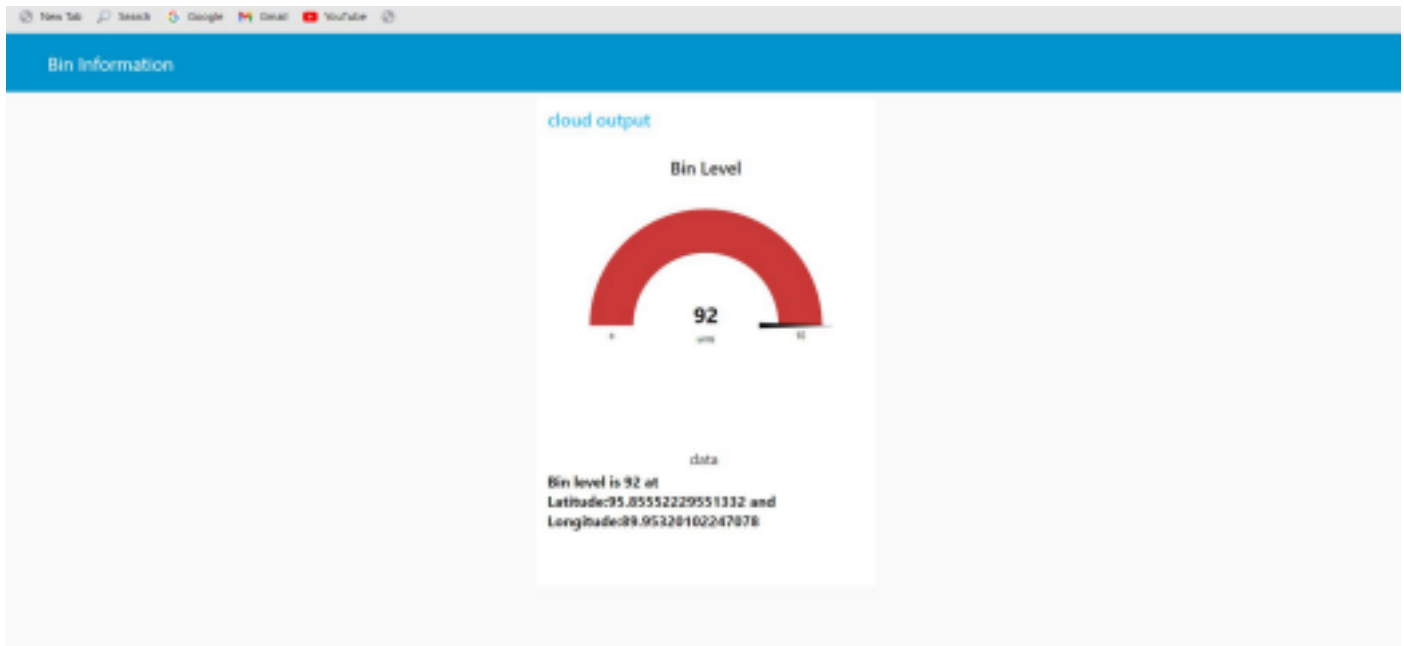 New Tab Search Google Gmail YouTube
Bin Information
cloud output
Bin Level
92
units
data
Bin level is 92 at
Latitude:95.85552229551332 and
Longitude:89.95320102247078